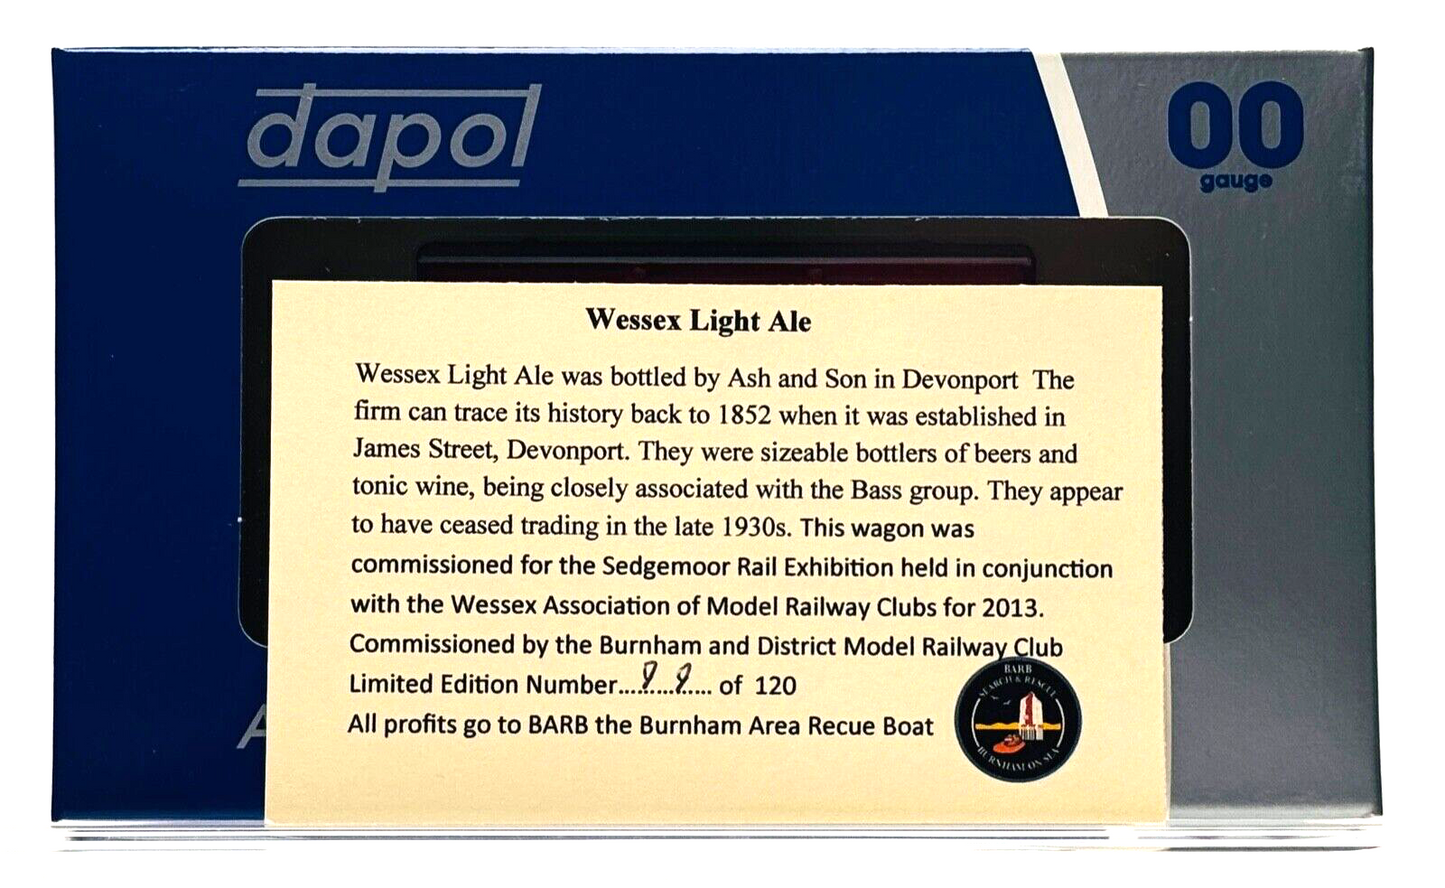 dapol
00
gauge
Wessex Light Ale
Wessex Light Ale was bottled by Ash and Son in Devonport The
firm can trace its history back to 1852 when it was established in
James Street, Devonport. They were sizeable bottlers of beers and
tonic wine, being closely associated with the Bass group. They appear
to have ceased trading in the late 1930s. This wagon was
commissioned for the Sedgemoor Rail Exhibition held in conjunction
with the Wessex Association of Model Railway Clubs for 2013.
Commissioned by the Burnham and District Model Railway Club
Limited Edition Number............ of 120
All profits go to BARB the Burnham Area Recue Boat
BARB
SEARCH & RESCUE
BURNHAM ON SEA